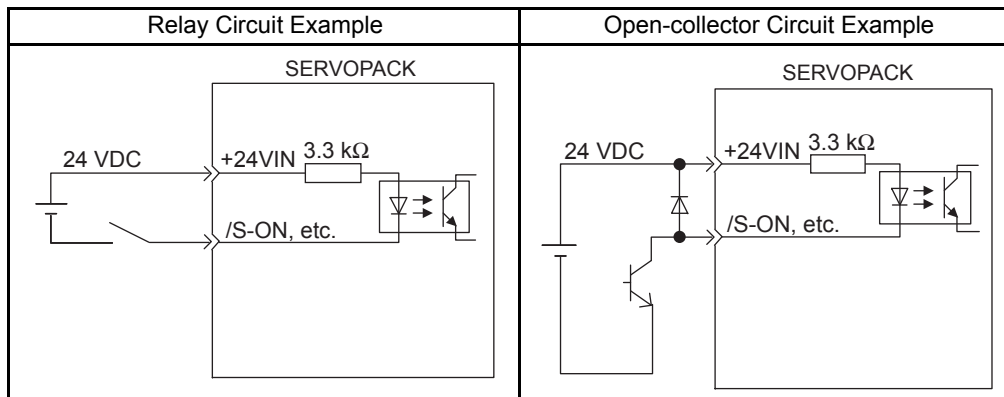 Relay Circuit Example
Open-collector Circuit Example
SERVOPACK
24 VDC
+24VIN
3.3 kΩ
/S-ON, etc.
SERVOPACK
24 VDC
+24VIN
3.3 kΩ
/S-ON, etc.